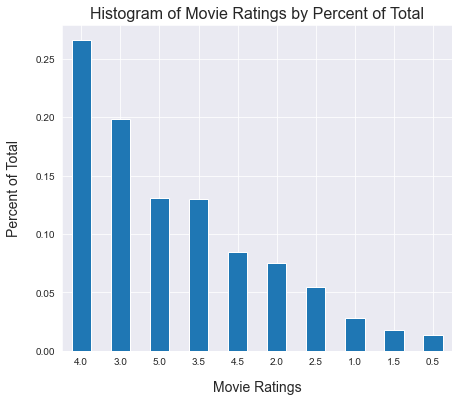 Histogram of Movie Ratings by Percent of Total
Percent of Total
0.25
0.20
0.15
0.10
0.05
0.00
4.0 3.0 5.0 3.5 4.5 2.0 2.5 1.0 1.5 0.5
Movie Ratings